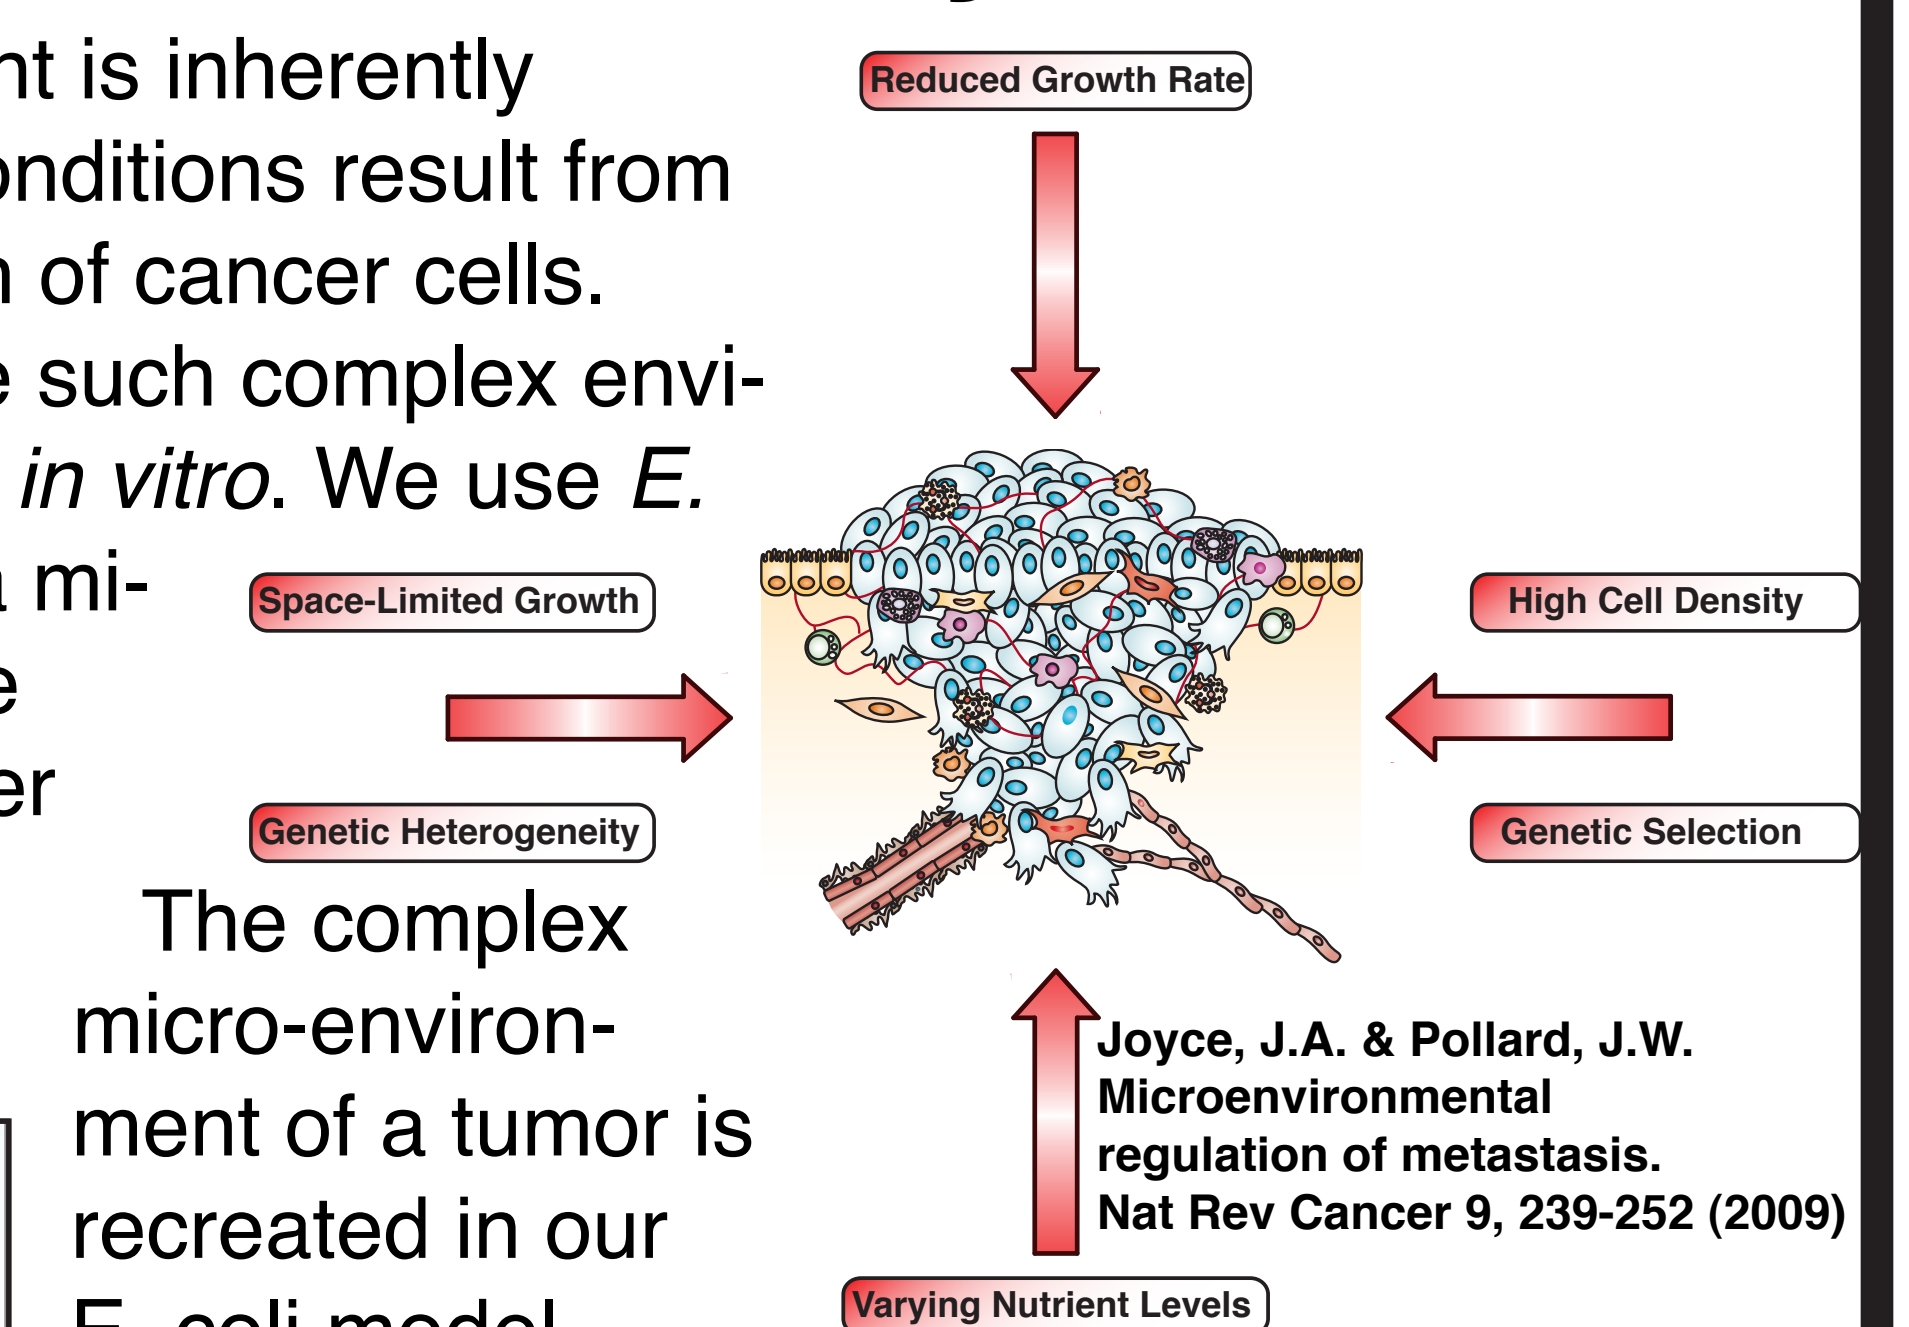 nt is inherently
onditions result from
n of cancer cells.
e such complex envi-
in vitro. We use E.
a mi-
e
er
The complex
micro-environ-
ment of a tumor is
recreated in our
E. coli model
Reduced Growth Rate
Space-Limited Growth
Genetic Heterogeneity
High Cell Density
Genetic Selection
Joyce, J.A. & Pollard, J.W.
Microenvironmental
regulation of metastasis.
Nat Rev Cancer 9, 239-252 (2009)
Varying Nutrient Levels